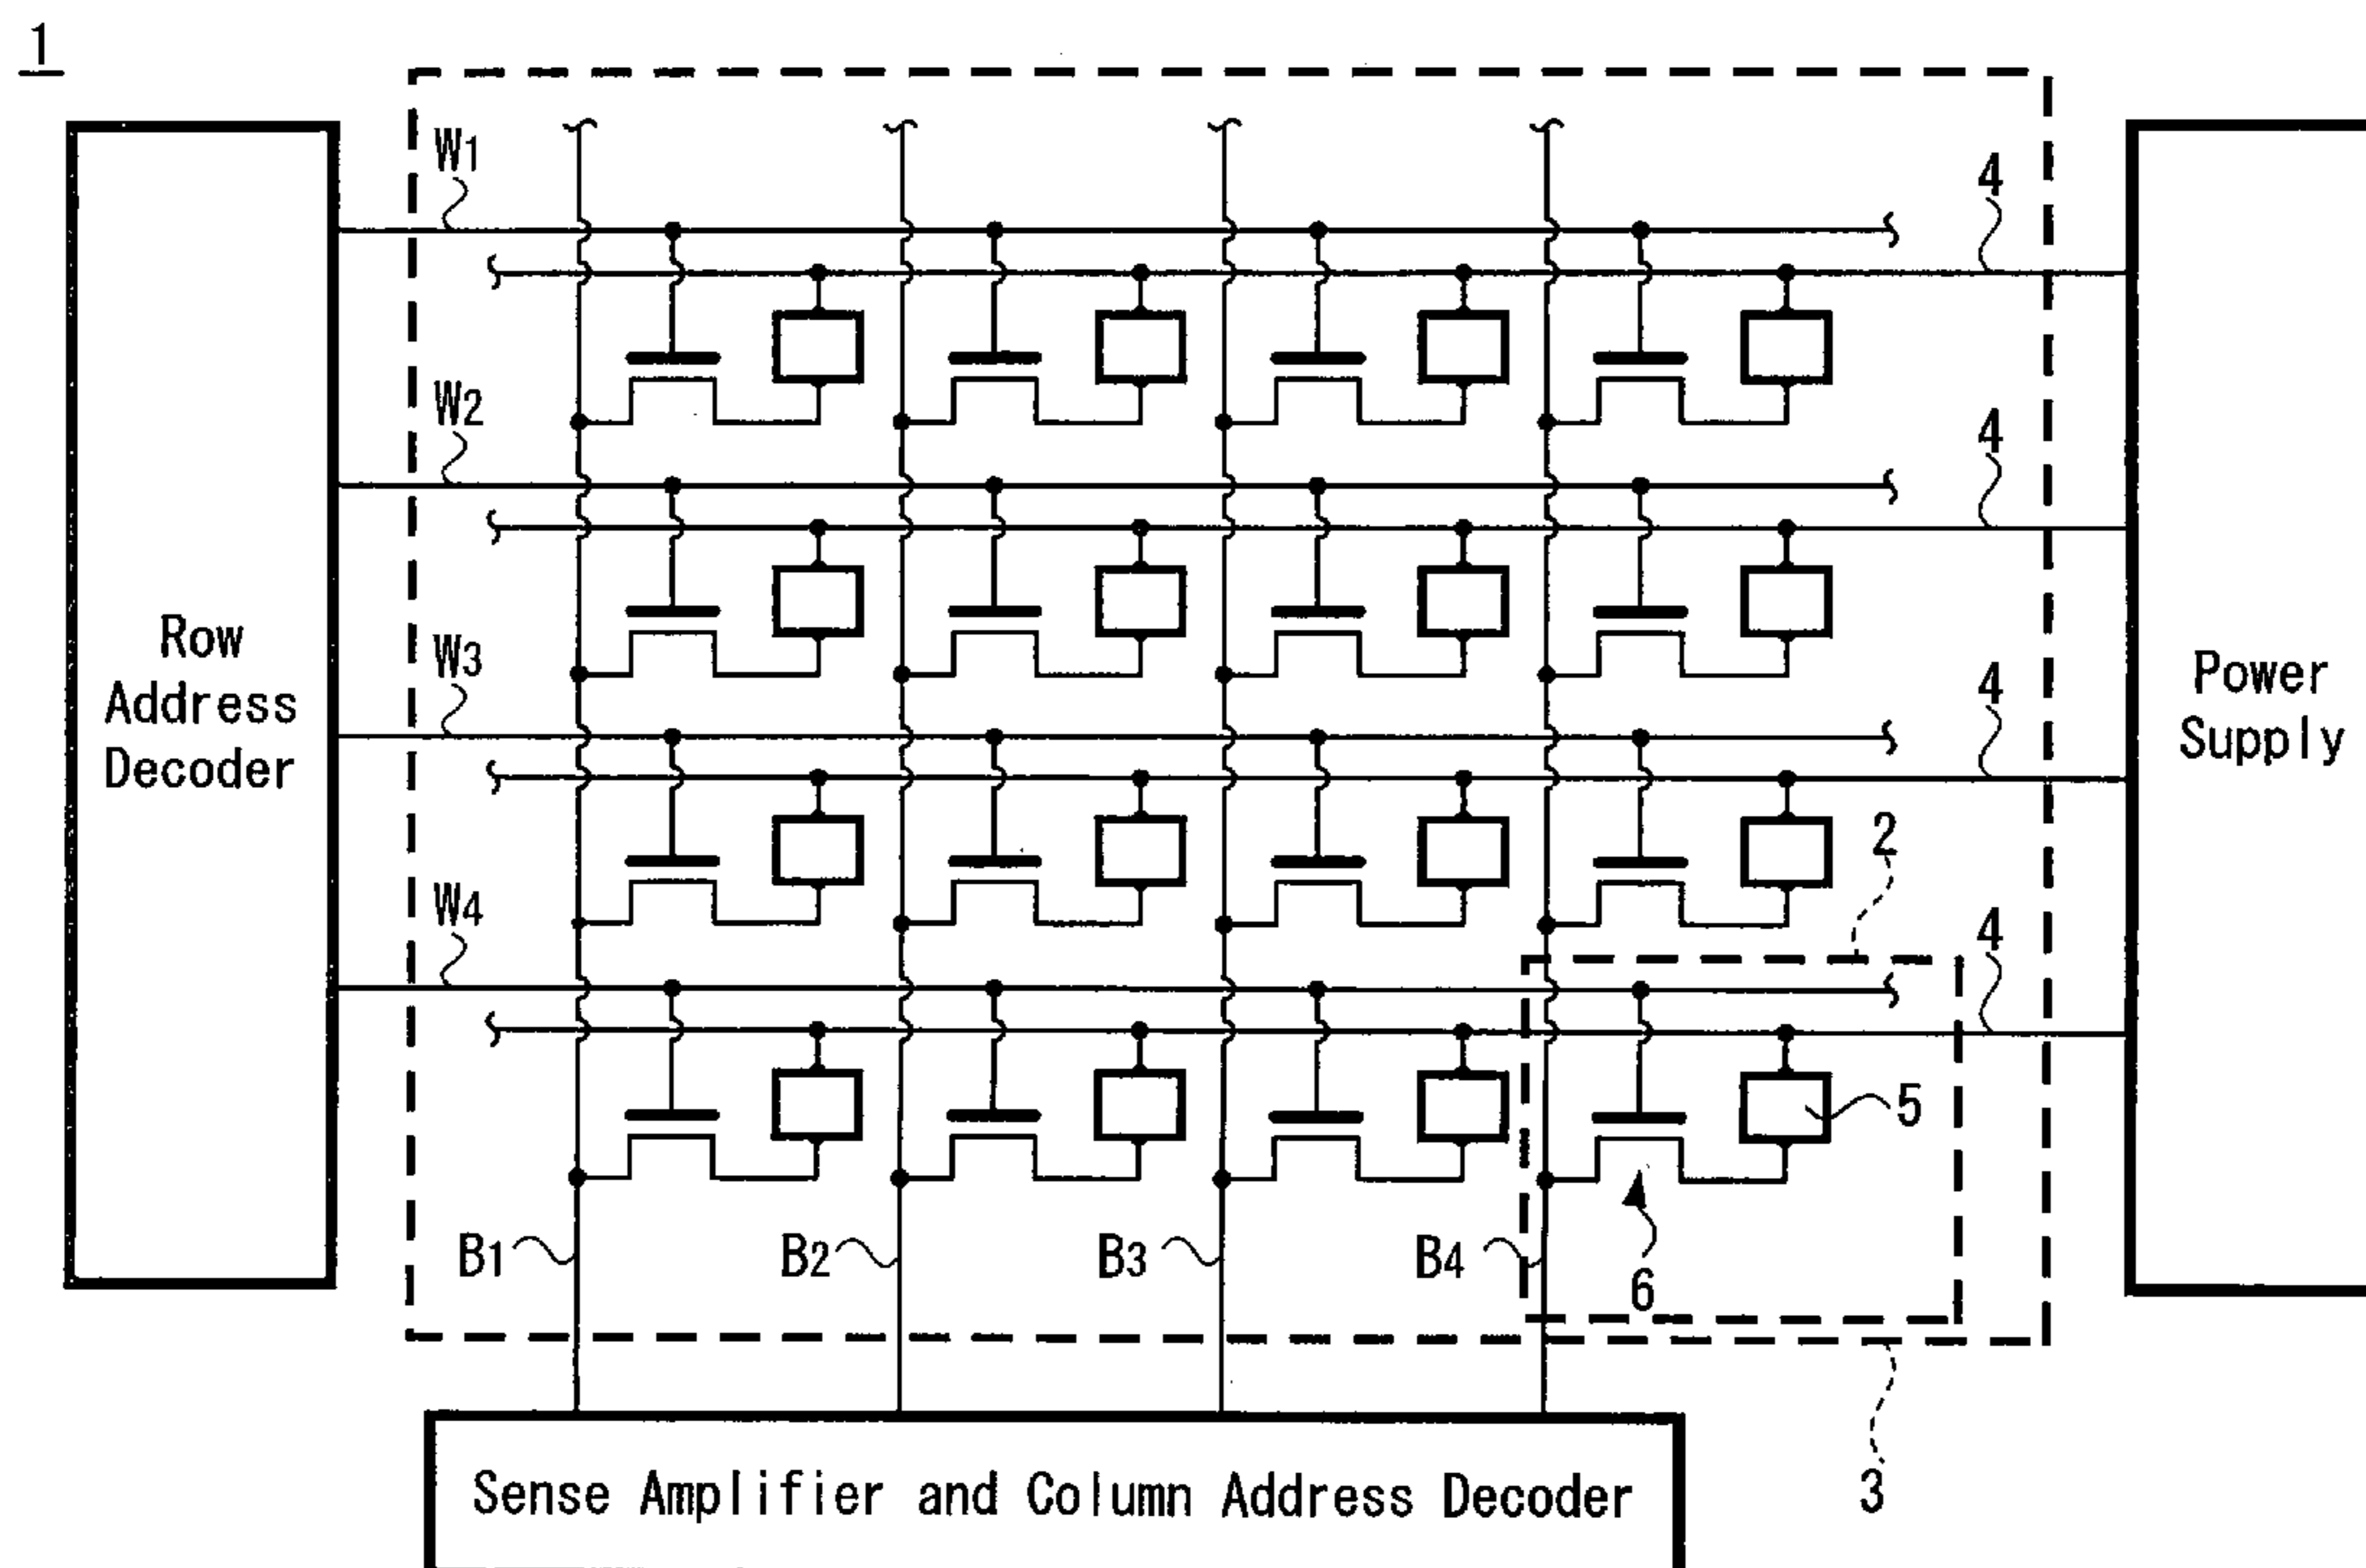 1
W1
4
W2
4
Row
Address
Decoder
W3
4
Power
Supply
2
W4
4
5
B1
B2
B3
B4
6
3
Sense Amplifier and Column Address Decoder